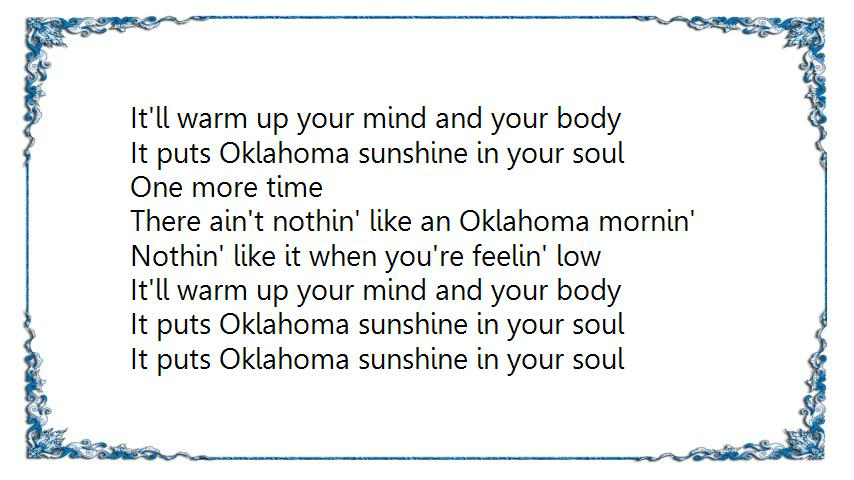 It'll warm up your mind and your body
It puts Oklahoma sunshine in your soul
One more time
There ain't nothin' like an Oklahoma mornin'
Nothin' like it when you're feelin' low
It'll warm up your mind and your body
It puts Oklahoma sunshine in your soul
It puts Oklahoma sunshine in your soul